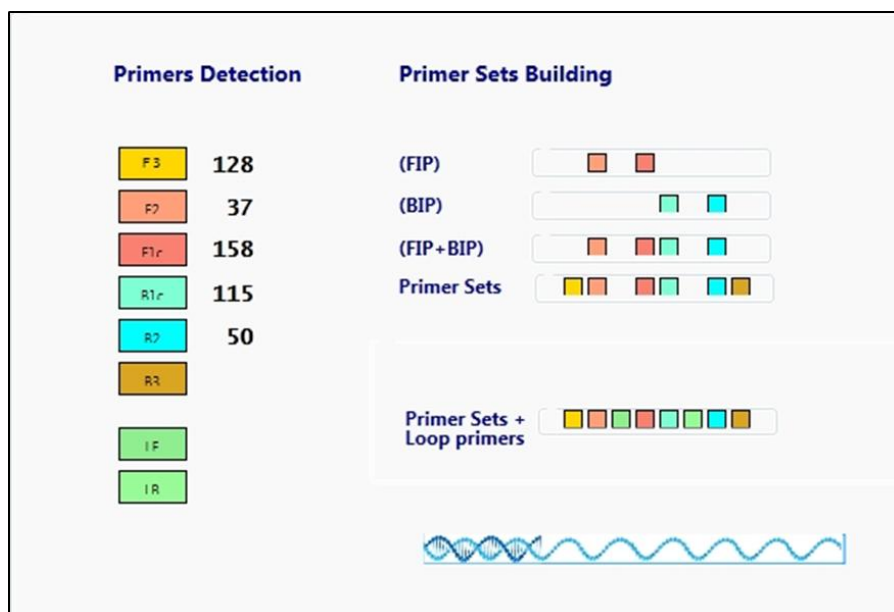 Primers Detection
F3 128
F2 37
F1c 158
B1c 115
B2 50
B3
LF
LB
Primer Sets Building
(FIP)
(BIP)
(FIP+BIP)
Primer Sets
Primer Sets +
Loop primers